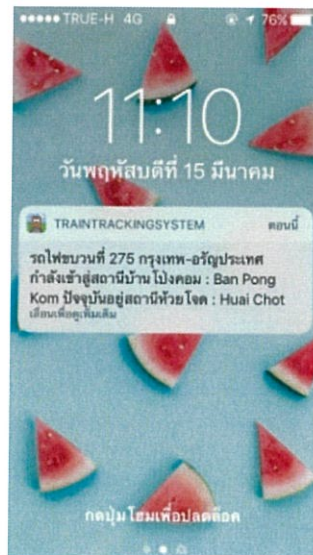 TRUE-H 4G 76%
11:10
วันพฤหัสบดีที่ 15 มีนาคม
TRAINTRACKINGSYSTEM ตอนนี้
รถไฟขบวนที่ 275 กรุงเทพ-อรัญประเทศ
กำลังเข้าสู่สถานีบ้านโป่งคอม : Ban Pong
Kom ปัจจุบันอยู่สถานีห้วยโจด : Huai Chot
เลื่อนเพื่อดูเพิ่มเติม
กดปุ่มโฮมเพื่อปลดล็อค